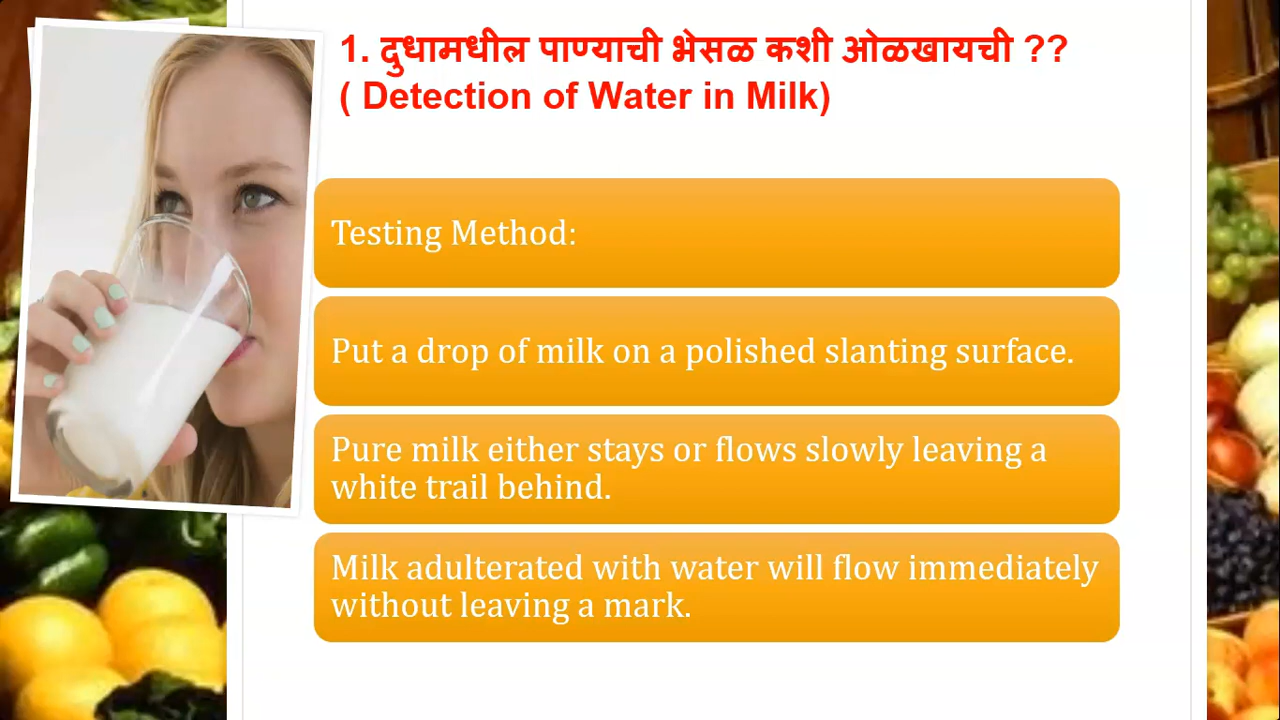 1. दुधामधील पाण्याची भेसळ कशी ओळखायची ??
( Detection of Water in Milk)
Testing Method:
Put a drop of milk on a polished slanting surface.
Pure milk either stays or flows slowly leaving a
white trail behind.
Milk adulterated with water will flow immediately
without leaving a mark.